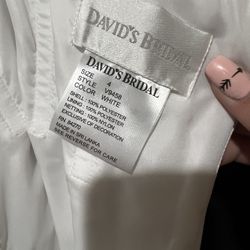 DAVID'S BRIDAL
DAVID'S BRIDAL
SIZE 4
STYLE V9458
COLOR WHITE
SHELL: 100% POLYESTER
LINING: 100% POLYESTER
NETTING: 100% NYLON
EXCLUSIVE OF DECORATION
RN 94270
MADE IN SRI LANKA
SEE REVERSE FOR CARE